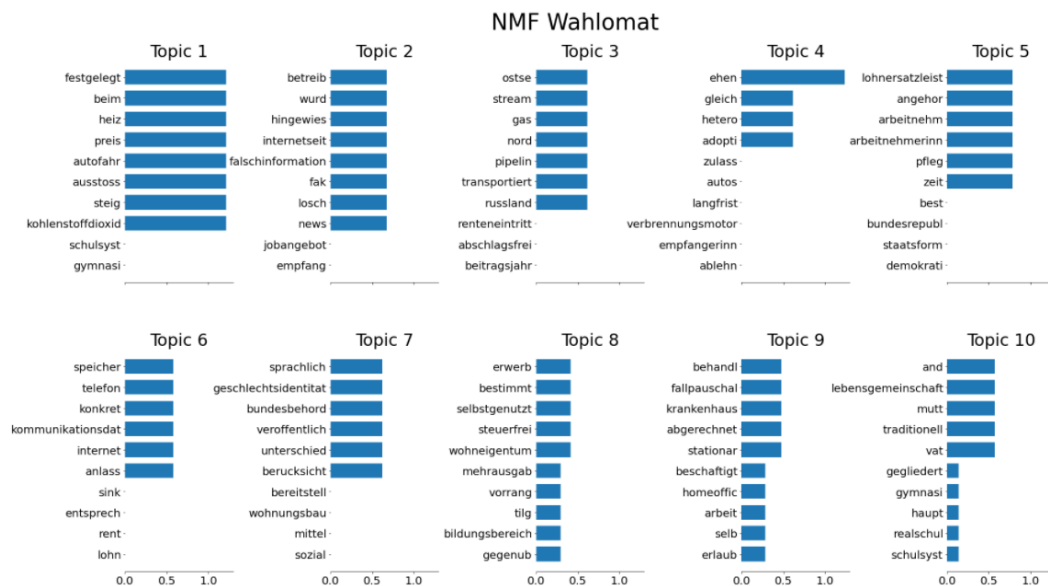 NMF Wahlomat
Topic 1
festgelegt
beim
heiz
preis
autofahr
ausstoss
steig
kohlenstoffdioxid
schulsyst
gymnasi
Topic 2
betreib
wurd
hingewies
internetseit
falschinformation
fak
losch
news
jobangebot
empfang
Topic 3
ostse
stream
gas
nord
pipelin
transportiert
russland
renteneintritt
abschlagsfrei
beitragsjahr
Topic 4
ehen
gleich
hetero
adopti
zulass
autos
langfrist
verbrennungsmotor
empfangerinn
ablehn
Topic 5
lohnersatzleist
angehor
arbeitnehm
arbeitnehmerinn
pfleg
zeit
best
bundesrepubl
staatsform
demokrati
Topic 6
speicher
telefon
konkret
kommunikationsdat
internet
anlass
sink
entsprech
rent
lohn
0.0 0.5 1.0
Topic 7
sprachlich
geschlechtsidentitat
bundesbehord
veroffentlich
unterschied
berucksicht
bereitstell
wohnungsbau
mittel
sozial
0.0 0.5 1.0
Topic 8
erwerb
bestimmt
selbstgenutzt
steuerfrei
wohneigentum
mehrausgab
vorrang
tilg
bildungsbereich
gegenub
0.0 0.5 1.0
Topic 9
behandl
fallpauschal
krankenhaus
abgerechnet
stationar
beschaftigt
homeoffic
arbeit
selb
erlaub
0.0 0.5 1.0
Topic 10
and
lebensgemeinschaft
mutt
traditionell
vat
gegliedert
gymnasi
haupt
realschul
schulsyst
0.0 0.5 1.0